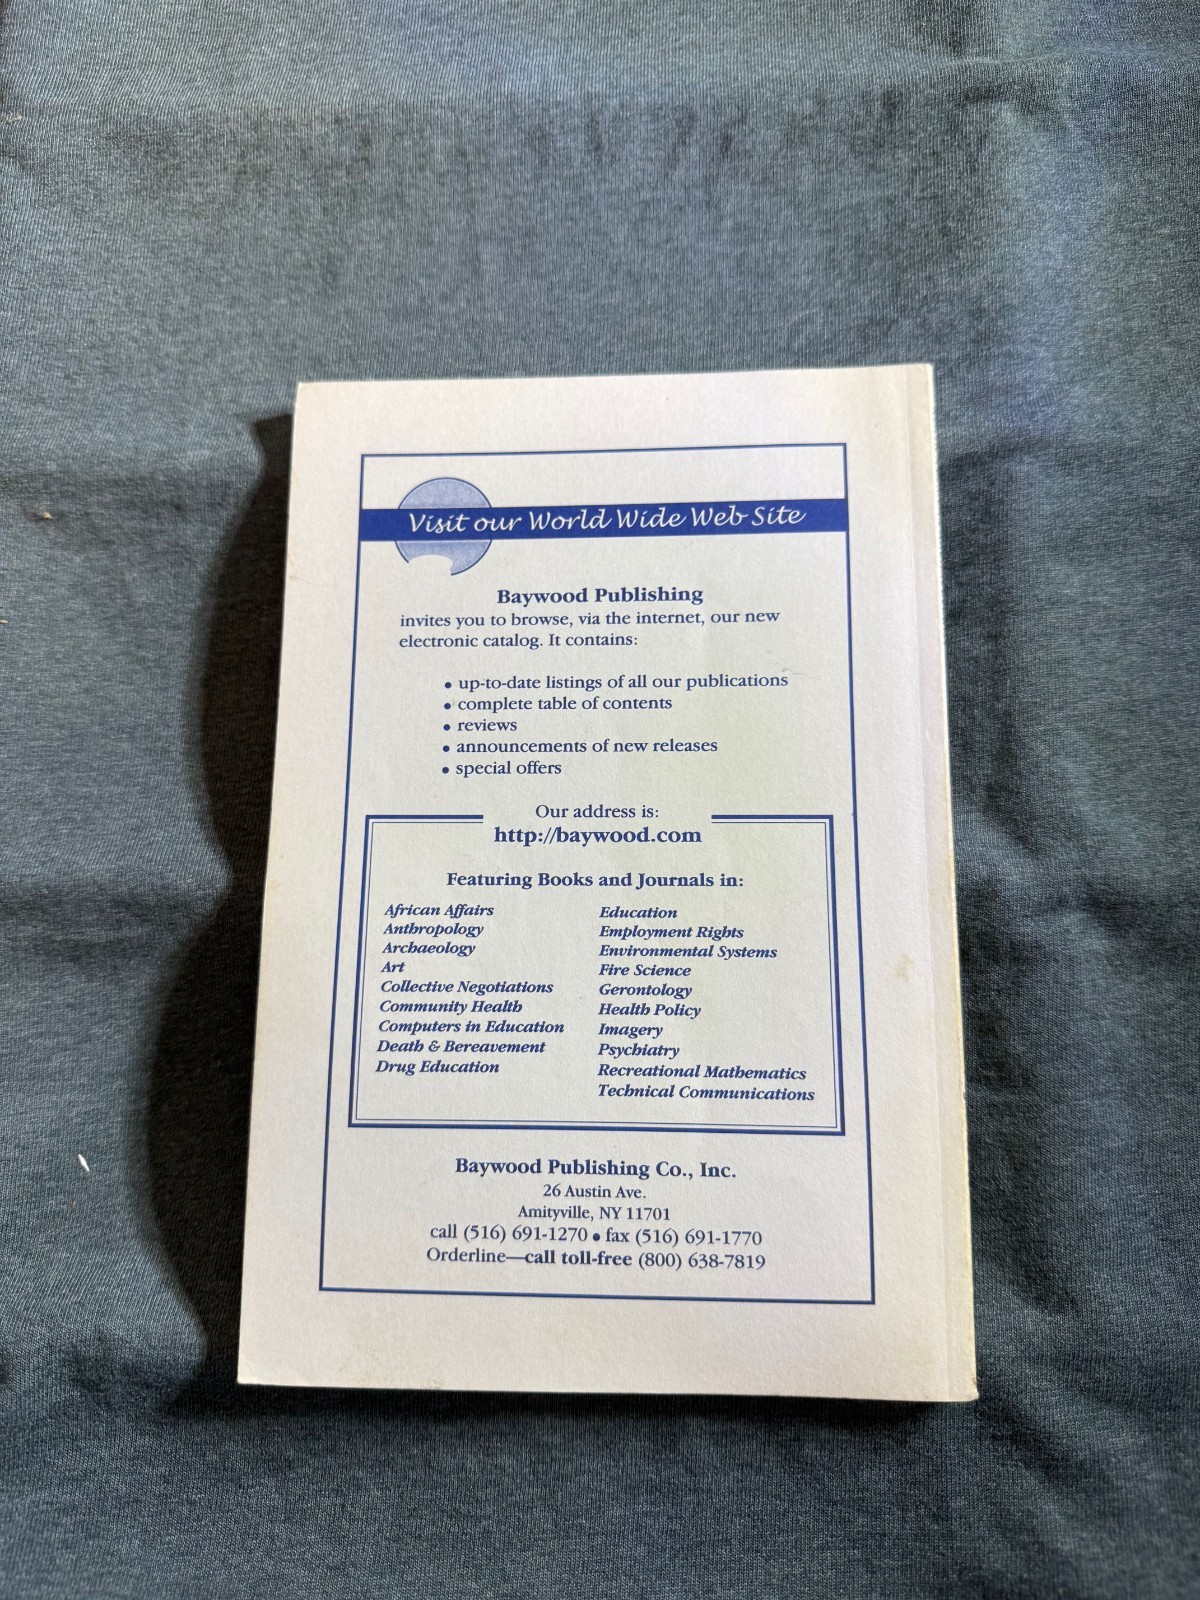 Visit our World Wide Web Site
Baywood Publishing
invites you to browse, via the internet, our new
electronic catalog. It contains:
• up-to-date listings of all our publications
• complete table of contents
• reviews
• announcements of new releases
• special offers
Our address is:
http://baywood.com
Featuring Books and Journals in:
African Affairs
Anthropology
Archaeology
Art
Collective Negotiations
Community Health
Computers in Education
Death & Bereavement
Drug Education
Education
Employment Rights
Environmental Systems
Fire Science
Gerontology
Health Policy
Imagery
Psychiatry
Recreational Mathematics
Technical Communications
Baywood Publishing Co., Inc.
26 Austin Ave.
Amityville, NY 11701
call (516) 691-1270 • fax (516) 691-1770
Orderline—call toll-free (800) 638-7819